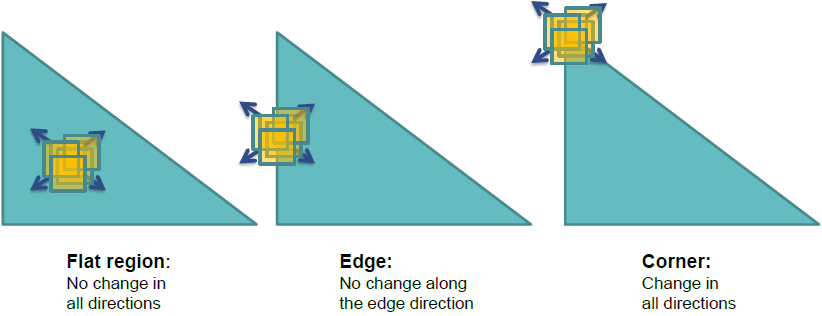 Flat region:
No change in
all directions
Edge:
No change along
the edge direction
Corner:
Change in
all directions